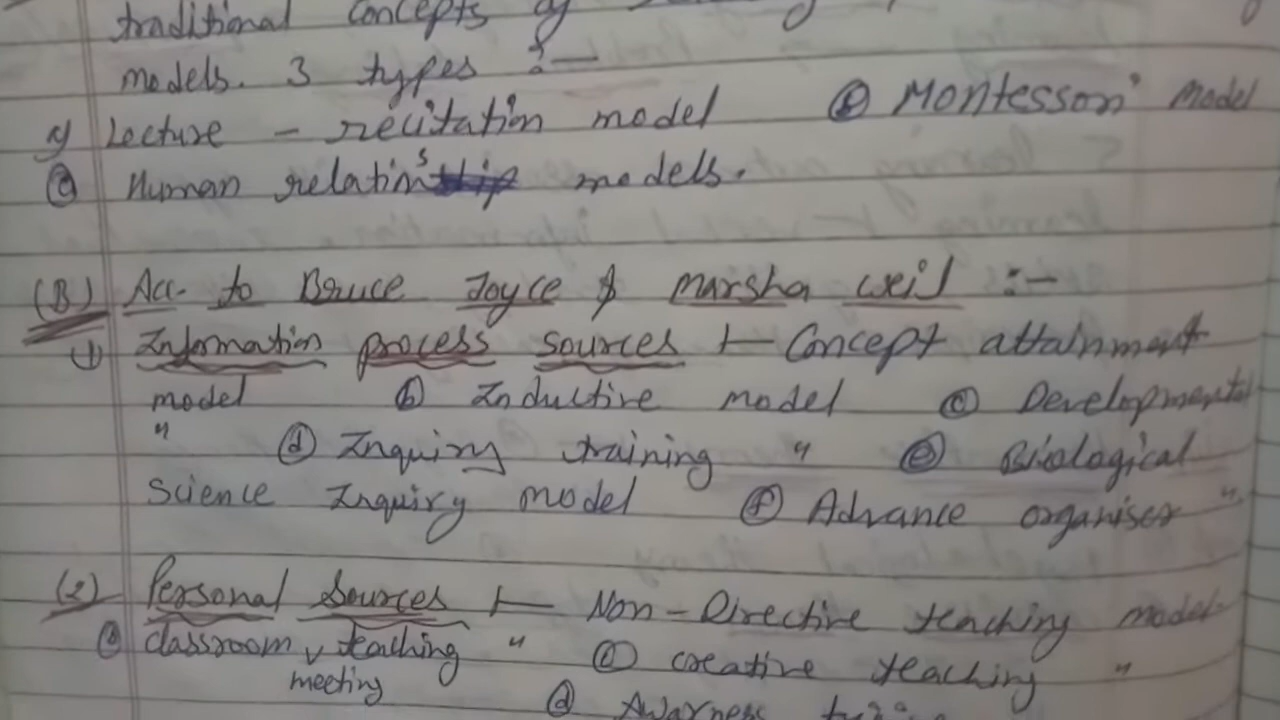 traditional concepts of
models. 3 types :-
a) Lecture - recitation model (b) Montessori Model
(c) Human relations models.
(B) Acc. to Bruce Joyce & Marsha Weil :-
(1) Information process sources :- Concept attainment
model (b) Inductive model (c) Developmental
" (d) Inquiry training " (e) Biological
Science Inquiry model (f) Advance organiser "
(2) Personal Sources :- Non-Directive teaching model
(b) classroom meeting teaching " (c) creative teaching "
(d) Awarness